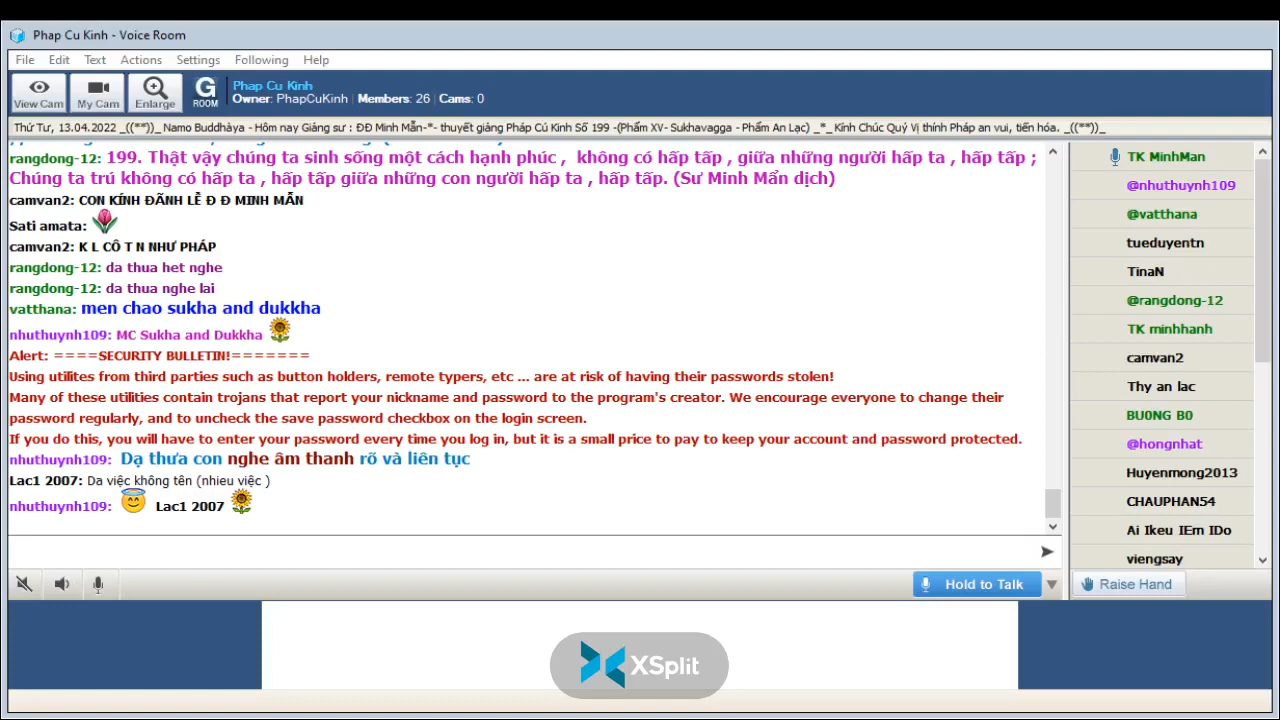 Phap Cu Kinh - Voice Room
File Edit Text Actions Settings Following Help
View Cam
My Cam
Enlarge
G
ROOM
Phap Cu Kinh
Owner: PhapCuKinh | Members: 26 | Cams: 0
Thứ Tư, 13.04.2022 _((**))_ Namo Buddhàya - Hôm nay Giảng sư : ĐĐ Minh Mẫn-*- thuyết giảng Pháp Cú Kinh Số 199 -(Phẩm XV- Sukhavagga - Phẩm An Lạc) _*_ Kính Chúc Quý Vị thính Pháp an vui, tiến hóa. _((**)_
rangdong-12: 199. Thật vậy chúng ta sinh sống một cách hạnh phúc , không có hấp tấp , giữa những người hấp ta , hấp tấp ;
Chúng ta trú không có hấp ta , hấp tấp giữa những con người hấp ta , hấp tấp. (Sư Minh Mẩn dịch)
camvan2: CON KÍNH ĐÃNH LỄ Đ Đ MINH MẪN
Sati amata:
camvan2: K L CÔ T N NHƯ PHÁP
rangdong-12: da thua het nghe
rangdong-12: da thua nghe lai
vatthana: men chao sukha and dukkha
nhuthuynh109: MC Sukha and Dukkha
Alert: ====SECURITY BULLETIN!=======
Using utilites from third parties such as button holders, remote typers, etc ... are at risk of having their passwords stolen!
Many of these utilities contain trojans that report your nickname and password to the program's creator. We encourage everyone to change their
password regularly, and to uncheck the save password checkbox on the login screen.
If you do this, you will have to enter your password every time you log in, but it is a small price to pay to keep your account and password protected.
nhuthuynh109: Dạ thưa con nghe âm thanh rõ và liên tục
Lac1 2007: Da việc không tên (nhieu việc )
nhuthuynh109: Lac1 2007
TK MinhMan
@nhuthuynh109
@vatthana
tueduyentn
TinaN
@rangdong-12
TK minhhanh
camvan2
Thy an lac
BU0NG B0
@hongnhat
Huyenmong2013
CHAUPHAN54
Ai Ikeu IEm IDo
viengsay
Hold to Talk
Raise Hand
XSplit